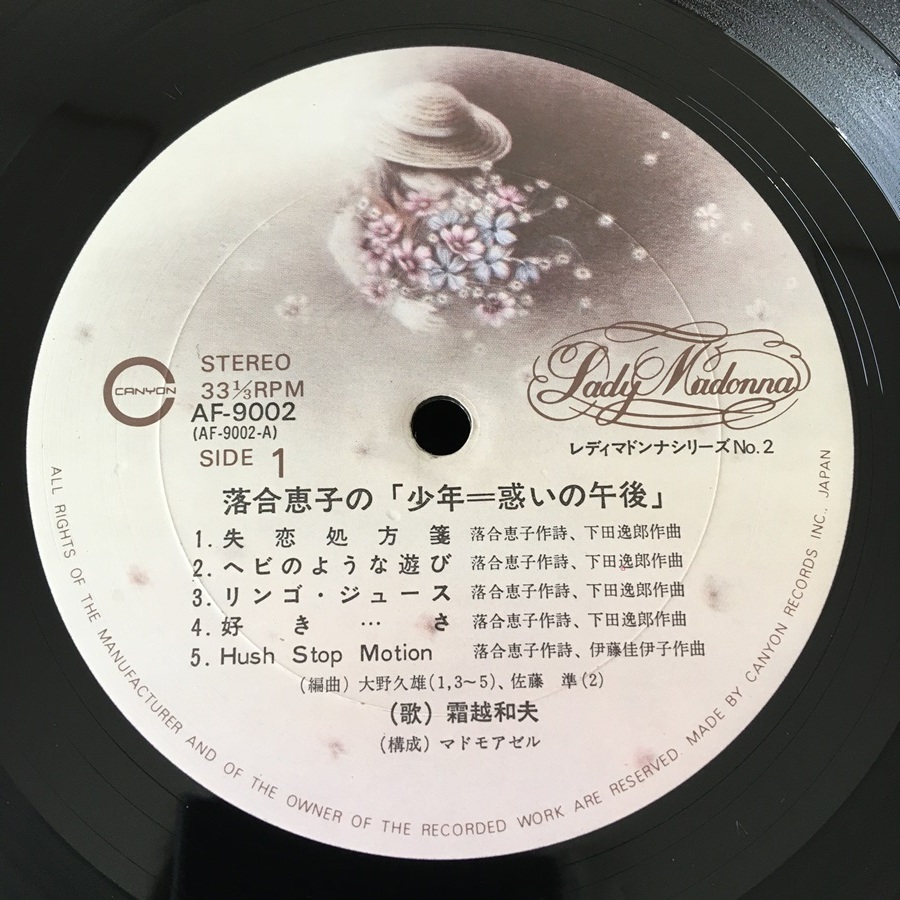 CANYON
STEREO
33 1/3 RPM
AF-9002
(AF-9002-A)
SIDE 1
Lady Madonna
レディマドンナシリーズNo.2
落合恵子の「少年=惑いの午後」
1. 失恋処方箋 落合恵子作詩、下田逸郎作曲
2. ヘビのような遊び 落合恵子作詩、下田逸郎作曲
3. リンゴ・ジュース 落合恵子作詩、下田逸郎作曲
4. 好き…さ 落合恵子作詩、下田逸郎作曲
5. Hush Stop Motion 落合恵子作詩、伊藤佳伊子作曲
(編曲) 大野久雄(1,3〜5)、佐藤 準(2)
(歌) 霜越和夫
(構成) マドモアゼル
ALL RIGHTS OF THE MANUFACTURER AND OF THE OWNER OF THE RECORDED WORK ARE RESERVED. MADE BY CANYON RECORDS INC., JAPAN